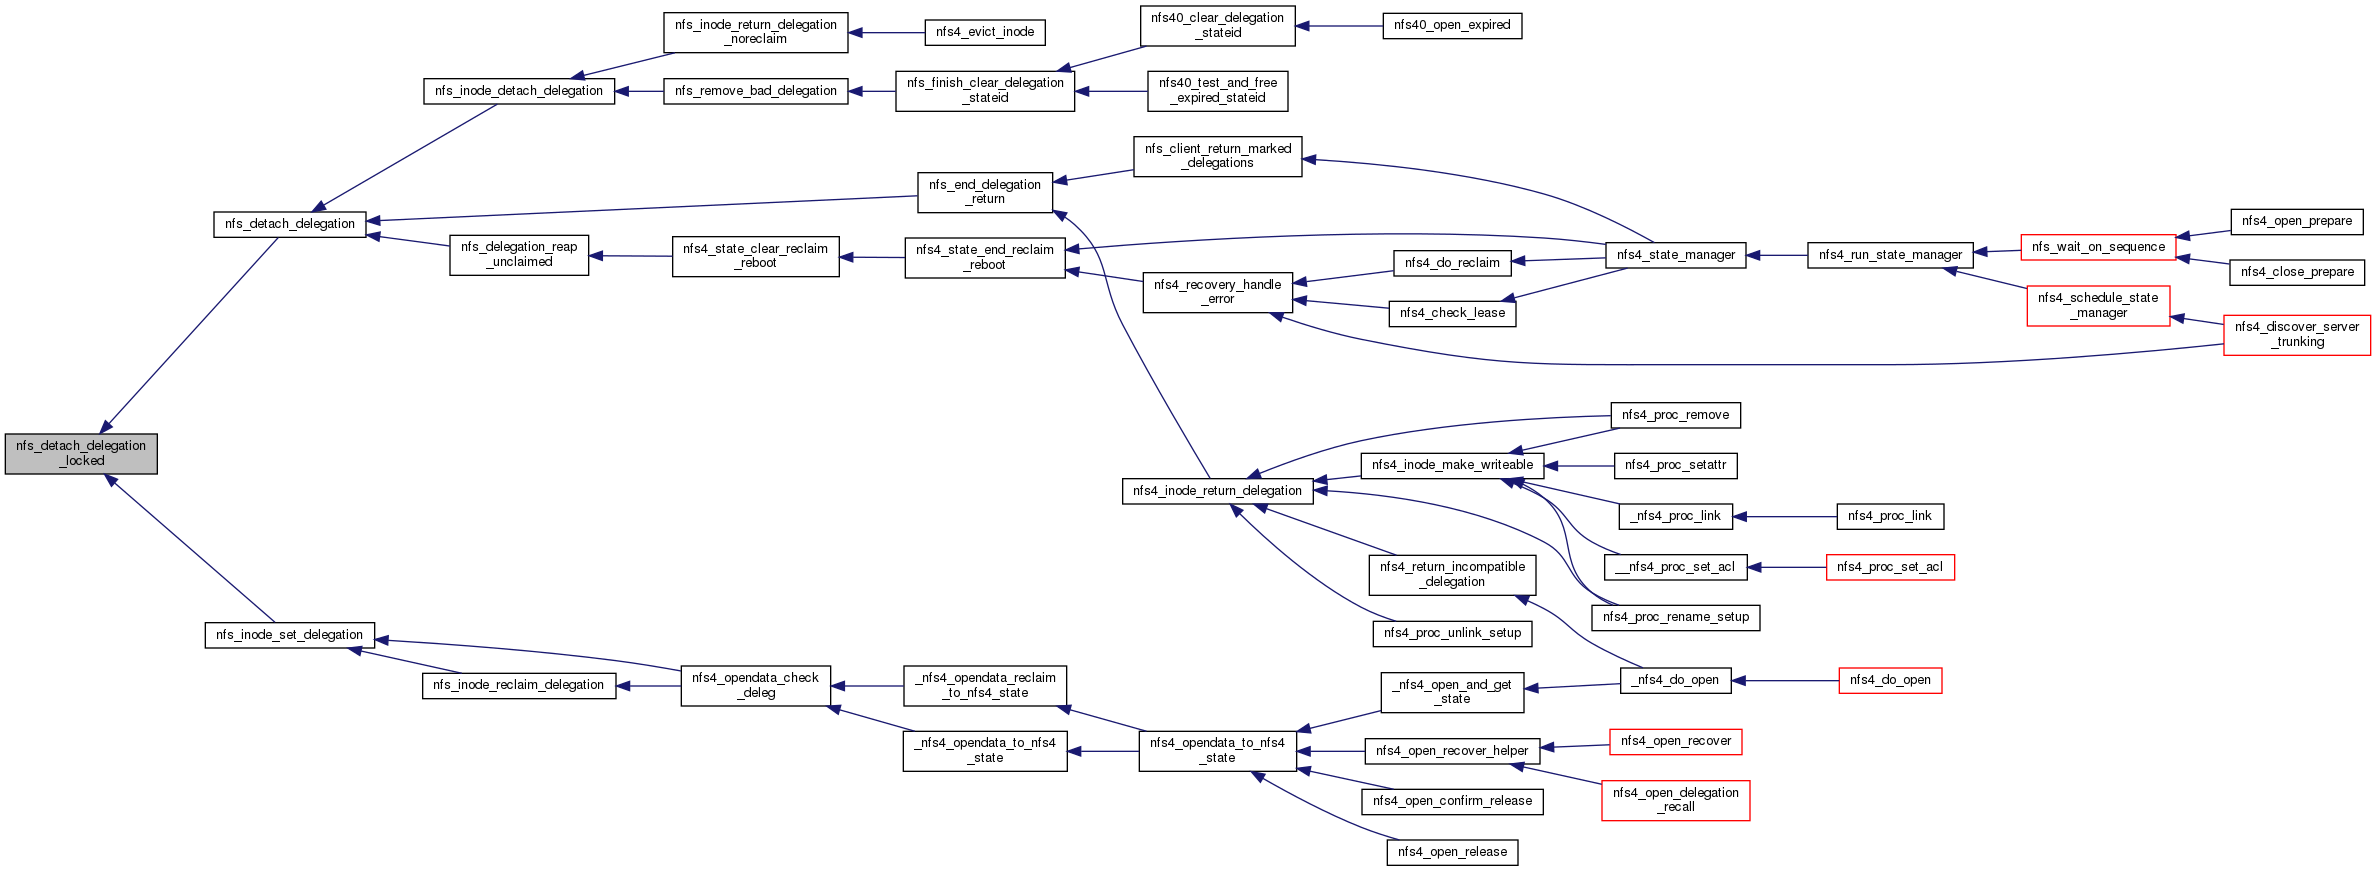 nfs_inode_return_delegation
_noreclaim
nfs4_evict_inode
nfs40_clear_delegation
_stateid
nfs40_open_expired
nfs_inode_detach_delegation
nfs_remove_bad_delegation
nfs_finish_clear_delegation
_stateid
nfs40_test_and_free
_expired_stateid
nfs_client_return_marked
_delegations
nfs_end_delegation
_return
nfs_detach_delegation
nfs_delegation_reap
_unclaimed
nfs4_state_clear_reclaim
_reboot
nfs4_state_end_reclaim
_reboot
nfs4_recovery_handle
_error
nfs4_do_reclaim
nfs4_check_lease
nfs4_state_manager
nfs4_run_state_manager
nfs_wait_on_sequence
nfs4_open_prepare
nfs4_close_prepare
nfs4_schedule_state
_manager
nfs4_discover_server
_trunking
nfs_detach_delegation
_locked
nfs4_inode_return_delegation
nfs4_inode_make_writeable
nfs4_proc_remove
nfs4_proc_setattr
_nfs4_proc_link
nfs4_proc_link
nfs4_return_incompatible
_delegation
__nfs4_proc_set_acl
nfs4_proc_set_acl
nfs4_proc_rename_setup
nfs4_proc_unlink_setup
nfs_inode_set_delegation
nfs_inode_reclaim_delegation
nfs4_opendata_check
_deleg
_nfs4_opendata_reclaim
_to_nfs4_state
_nfs4_opendata_to_nfs4
_state
nfs4_opendata_to_nfs4
_state
_nfs4_open_and_get
_state
_nfs4_do_open
nfs4_do_open
nfs4_open_recover_helper
nfs4_open_recover
nfs4_open_delegation
_recall
nfs4_open_confirm_release
nfs4_open_release